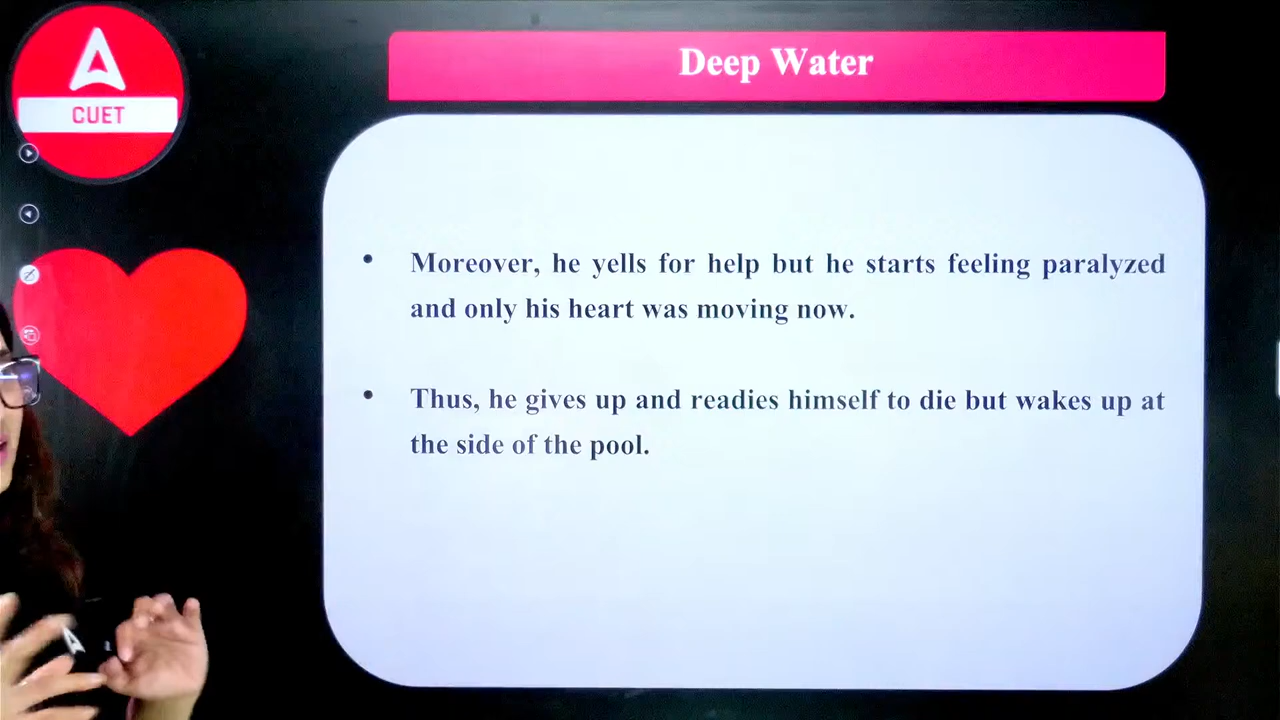 CUET
Deep Water
• Moreover, he yells for help but he starts feeling paralyzed
and only his heart was moving now.
• Thus, he gives up and readies himself to die but wakes up at
the side of the pool.